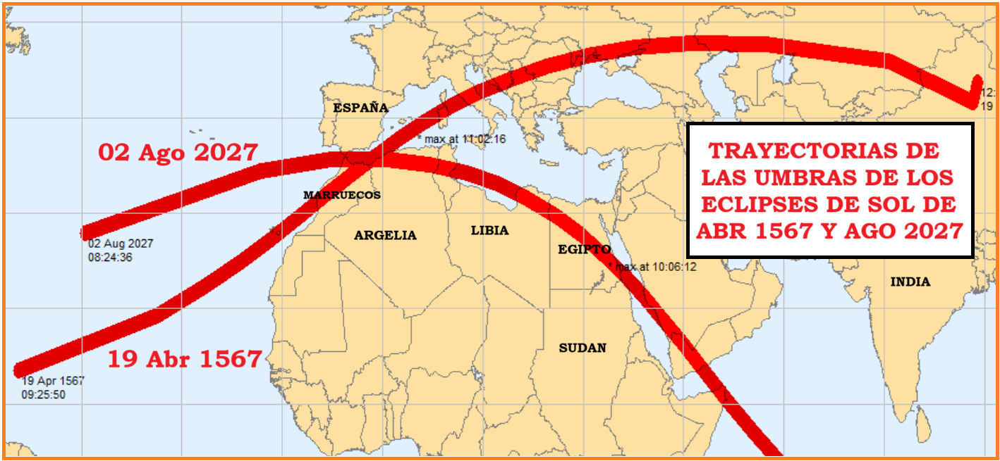 ESPAÑA
* max at 11:02:16
02 Ago 2027
12:
19
TRAYECTORIAS DE
LAS UMBRAS DE LOS
ECLIPSES DE SOL DE
ABR 1567 Y AGO 2027
MARRUECOS
ARGELIA
LIBIA
EGIPTO
* max at 10:06:12
02 Aug 2027
08:24:36
INDIA
SUDAN
19 Abr 1567
19 Apr 1567
09:25:50